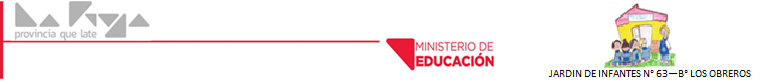 La Rioja
provincia que late
MINISTERIO DE
EDUCACIÓN
JARDIN DE INFANTES N° 63—B° LOS OBREROS